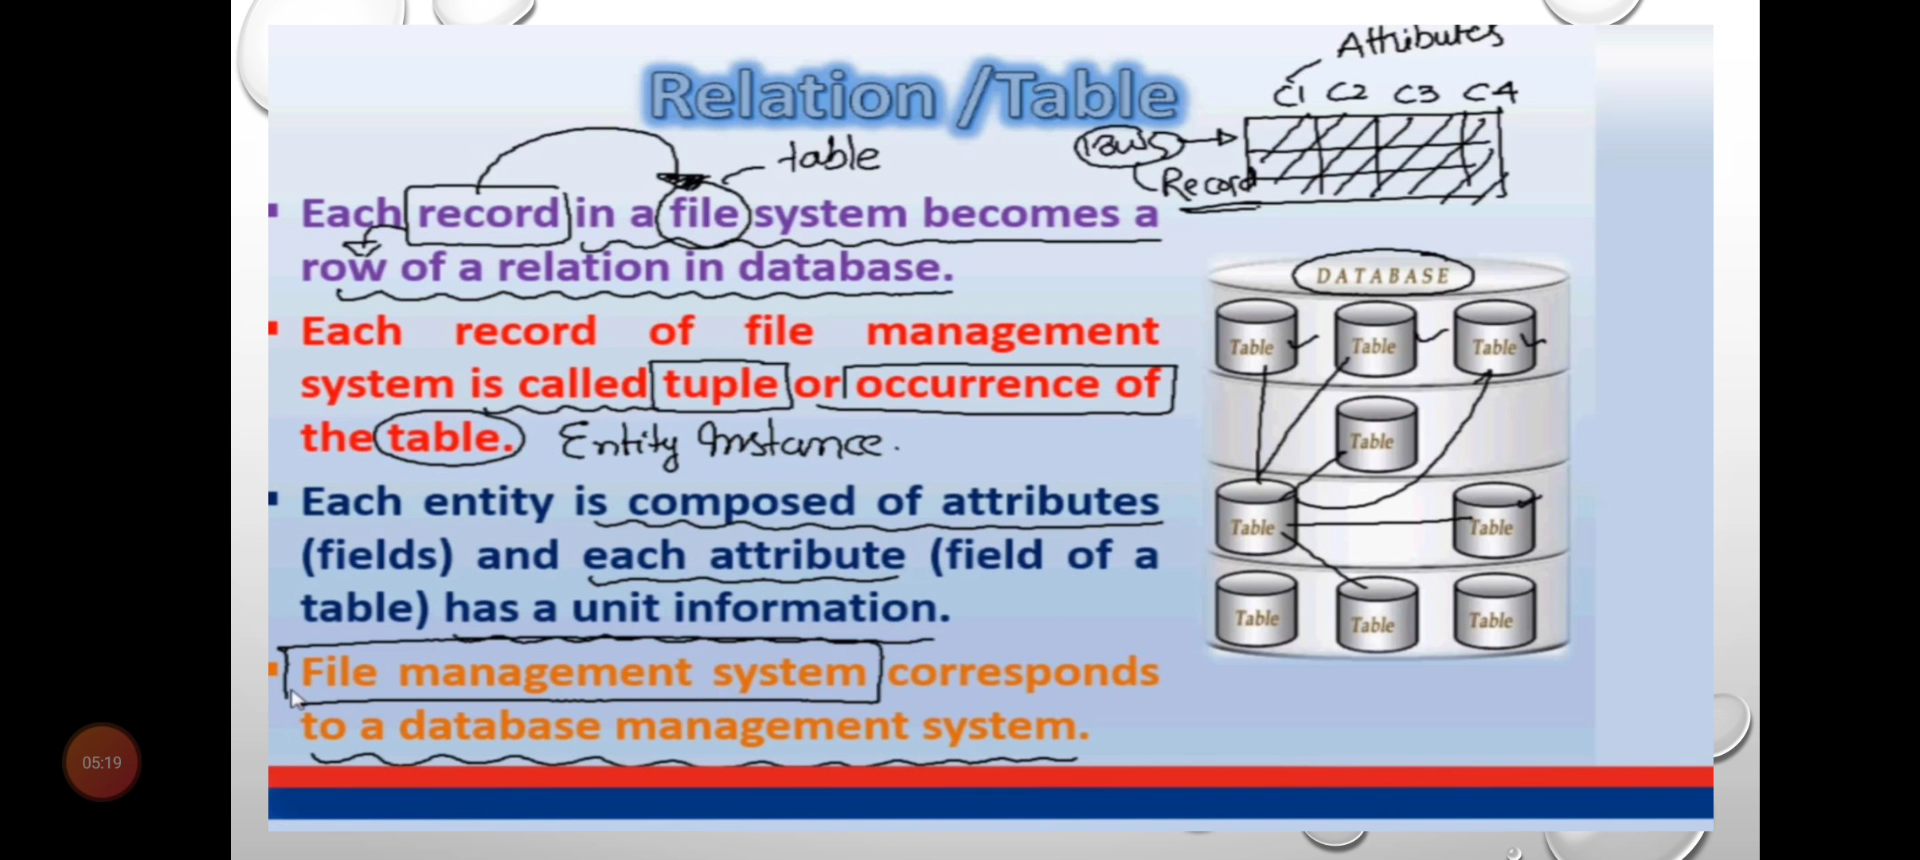 Attributes
Relation /Table
C1 C2 C3 C4
table
Rows
Record
Each record in a file system becomes a
row of a relation in database.
Each record of file management
system is called tuple or occurrence of
the table. Entity Instance.
Each entity is composed of attributes
(fields) and each attribute (field of a
table) has a unit information.
File management system corresponds
to a database management system.
DATABASE
Table Table Table
Table
Table Table
Table Table Table
05:19